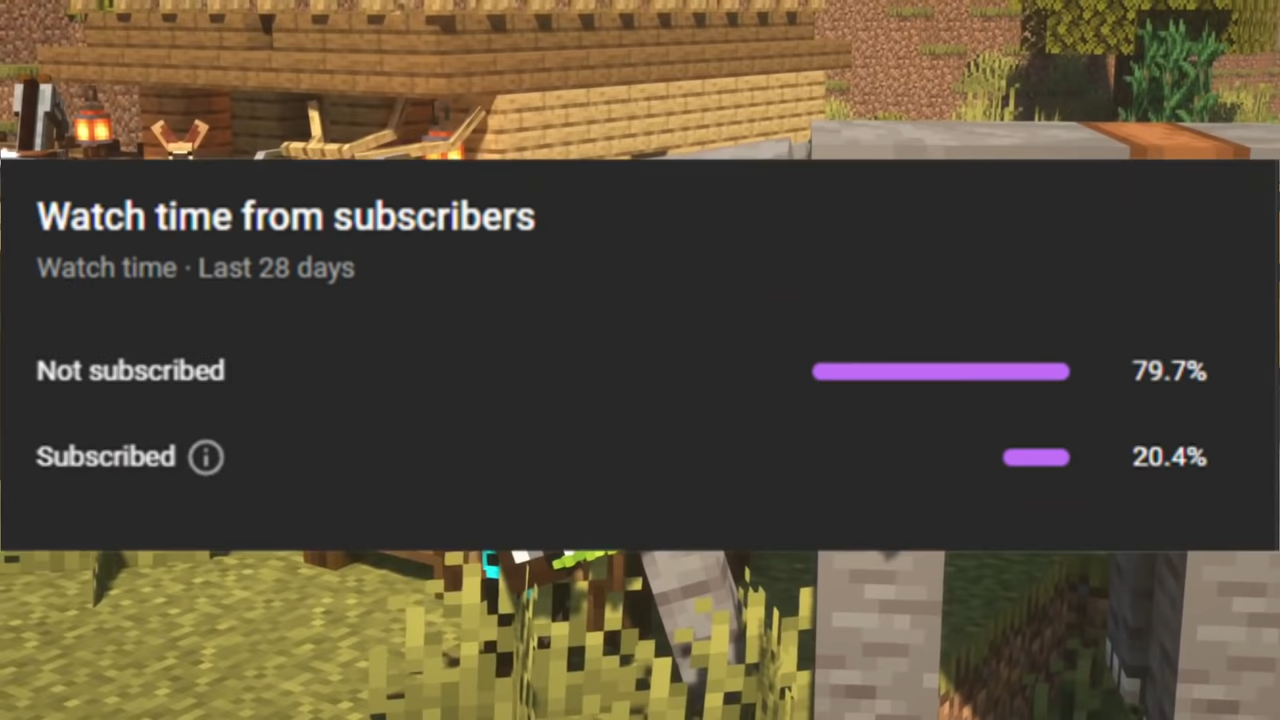 Watch time from subscribers
Watch time · Last 28 days
Not subscribed 79.7%
Subscribed 20.4%